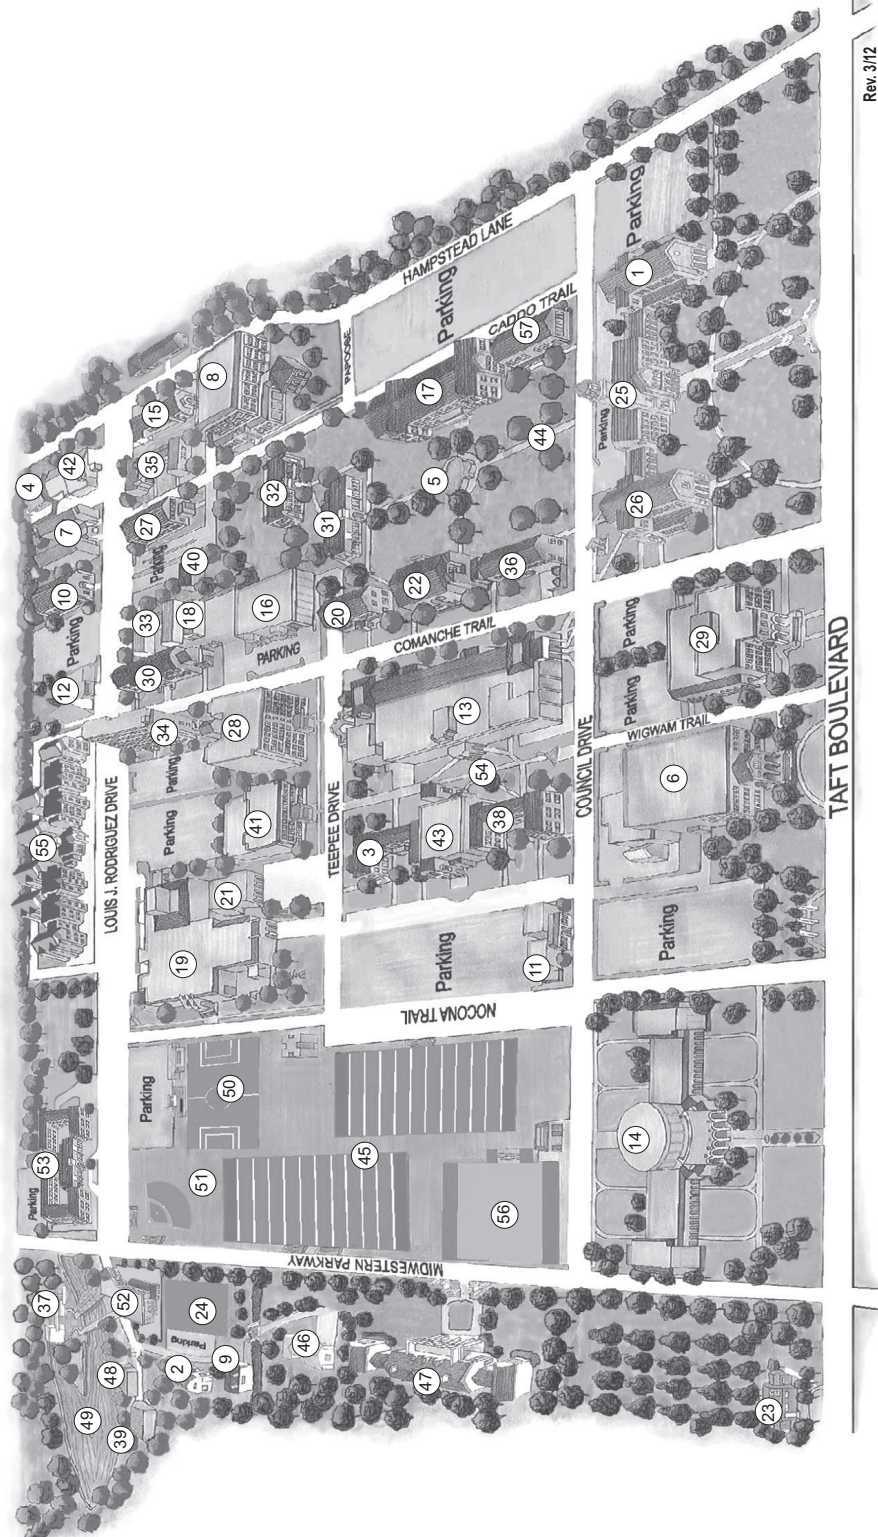 37
Parking
53
55
12
Parking
10
7
4
42
49
39
48
52
LOUIS J. RODRIGUEZ DRIVE
2
9
24
Parking
51
50
Parking
19
21
Parking
41
Parking
34
28
30
33
18
Parking
40
27
35
15
8
16
PARKING
32
46
45
MIDWESTERN PARKWAY
TEEPEE DRIVE
20
31
PAPOOSE
47
NOCONA TRAIL
Parking
11
3
43
38
54
13
COMANCHE TRAIL
22
36
5
44
17
57
CADDO TRAIL
Parking
HAMPSTEAD LANE
56
COUNCIL DRIVE
14
Parking
6
WIGWAM TRAIL
Parking
Parking
29
26
Parking
25
1
Parking
23
TAFT BOULEVARD
Rev. 3/12